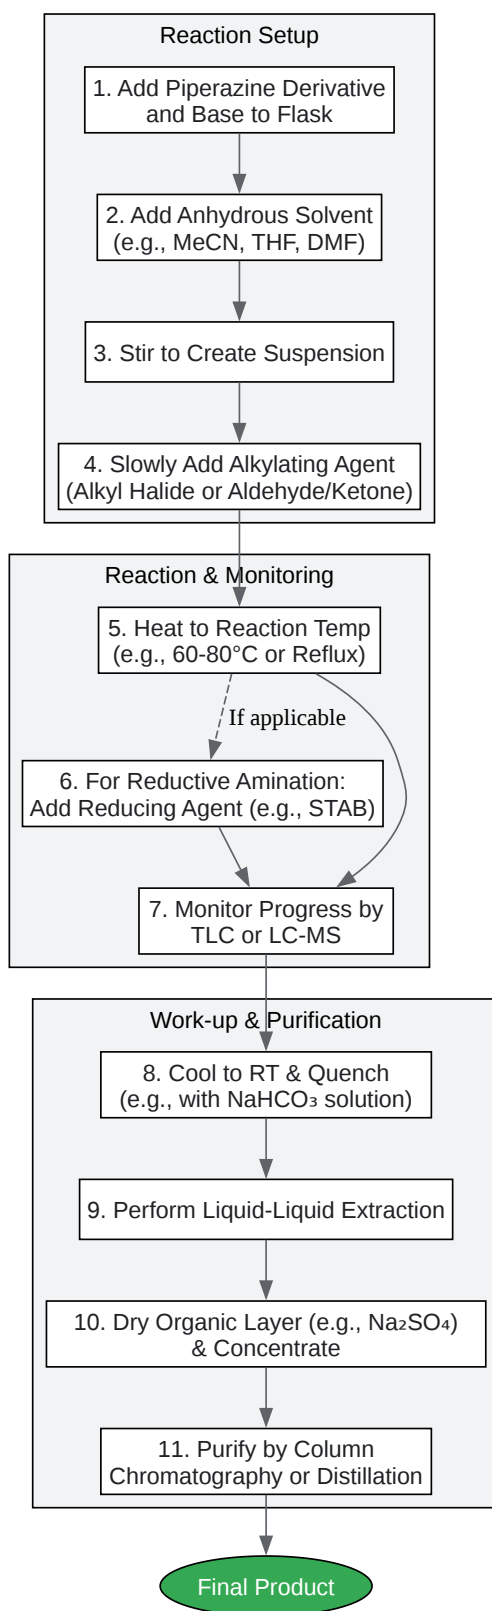 Reaction Setup
1. Add Piperazine Derivative
and Base to Flask
2. Add Anhydrous Solvent
(e.g., MeCN, THF, DMF)
3. Stir to Create Suspension
4. Slowly Add Alkylating Agent
(Alkyl Halide or Aldehyde/Ketone)
Reaction & Monitoring
5. Heat to Reaction Temp
(e.g., 60-80°C or Reflux)
If applicable
6. For Reductive Amination:
Add Reducing Agent (e.g., STAB)
7. Monitor Progress by
TLC or LC-MS
Work-up & Purification
8. Cool to RT & Quench
(e.g., with NaHCO₃ solution)
9. Perform Liquid-Liquid Extraction
10. Dry Organic Layer (e.g., Na₂SO₄)
& Concentrate
11. Purify by Column
Chromatography or Distillation
Final Product